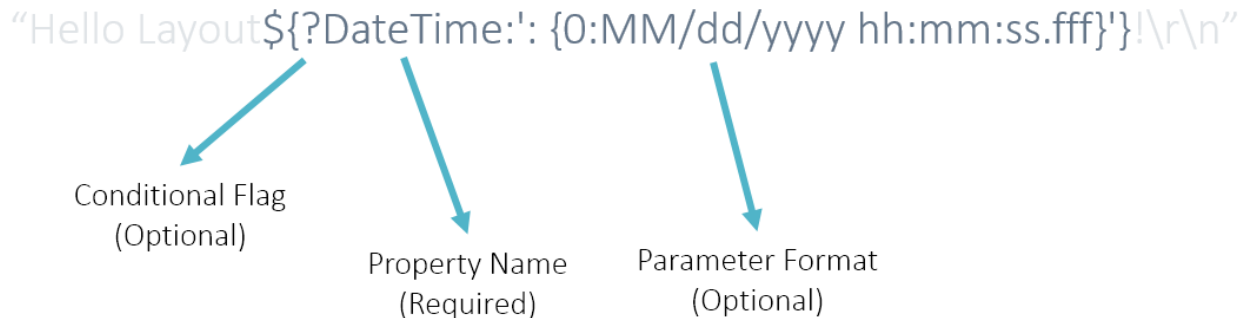 “Hello Layout${?DateTime:': {0:MM/dd/yyyy hh:mm:ss.fff}'}!\r\n”
Conditional Flag
(Optional)
Property Name
(Required)
Parameter Format
(Optional)